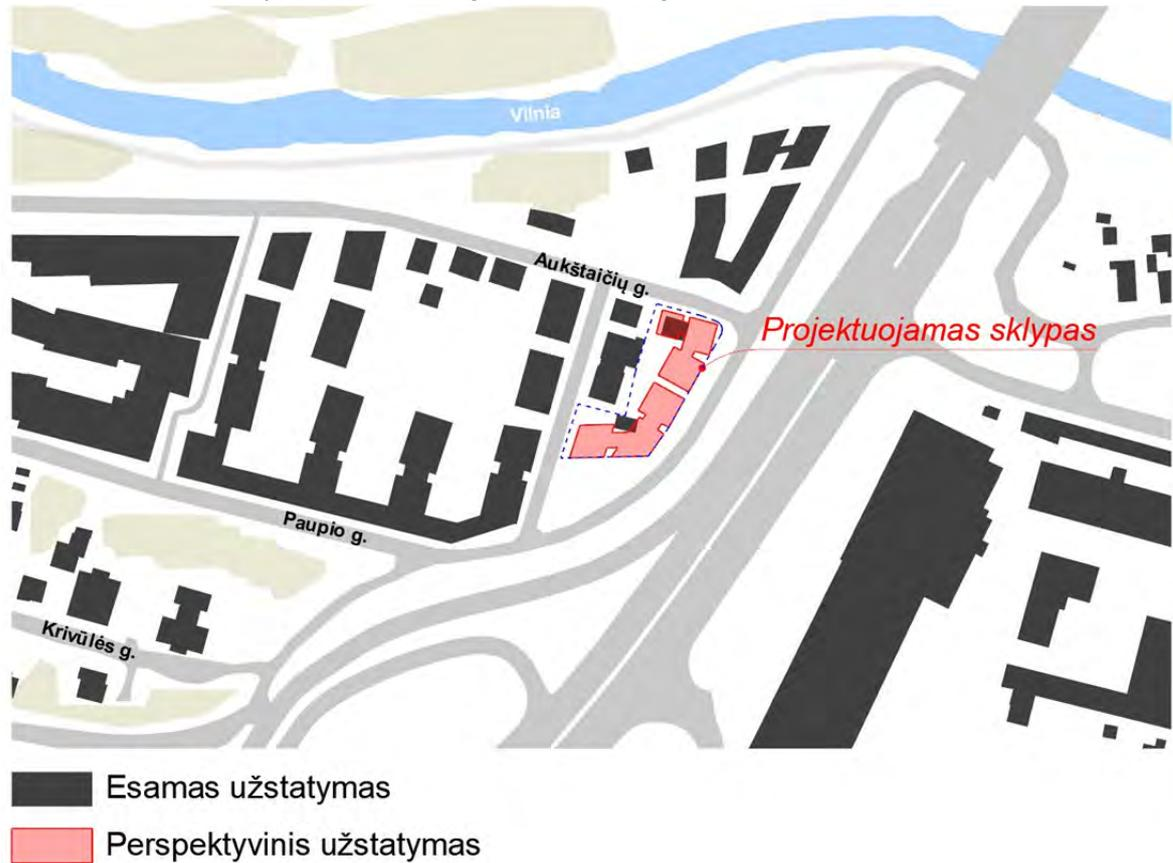 Vilnia
Aukštaičių g.
Projektuojamas sklypas
Paupio g.
Krivūlės g.
Esamas užstatymas
Perspektyvinis užstatymas